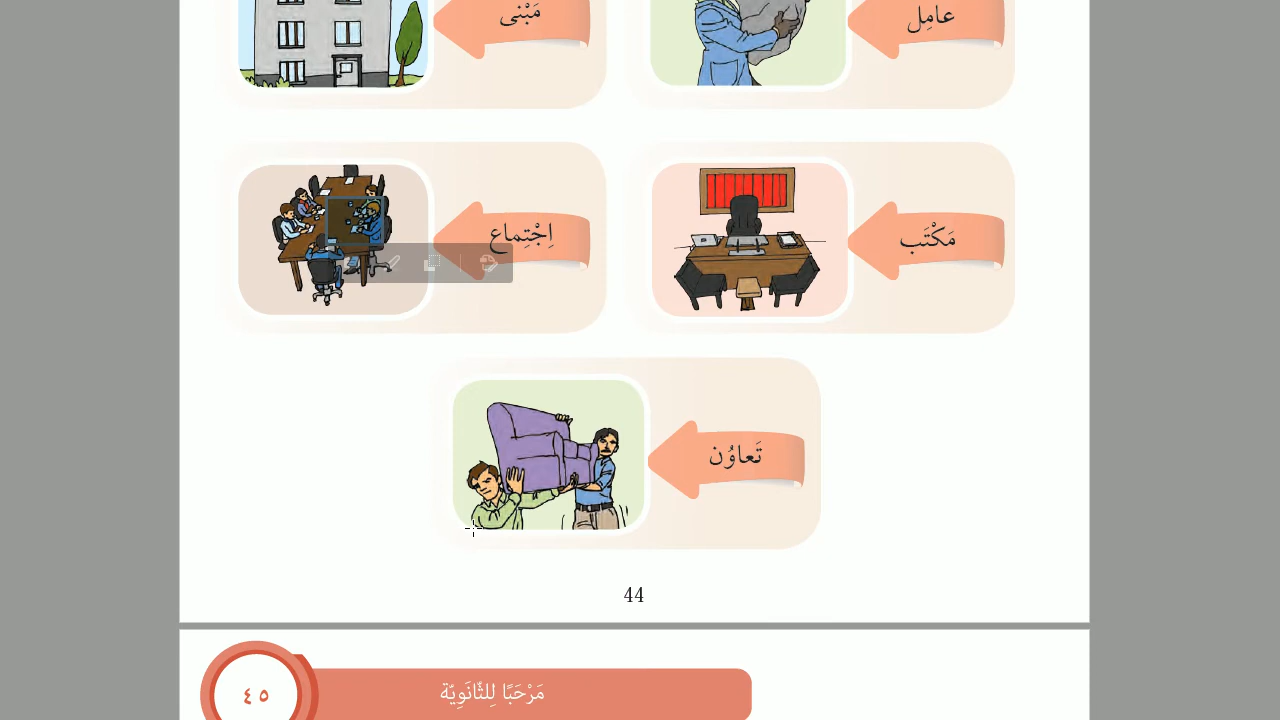 عامِل
مَبْنى
مَكْتَب
اِجْتِماع
تَعاوُن
44
مَرْحَبًا لِلثّانَوِيّة
٤٥